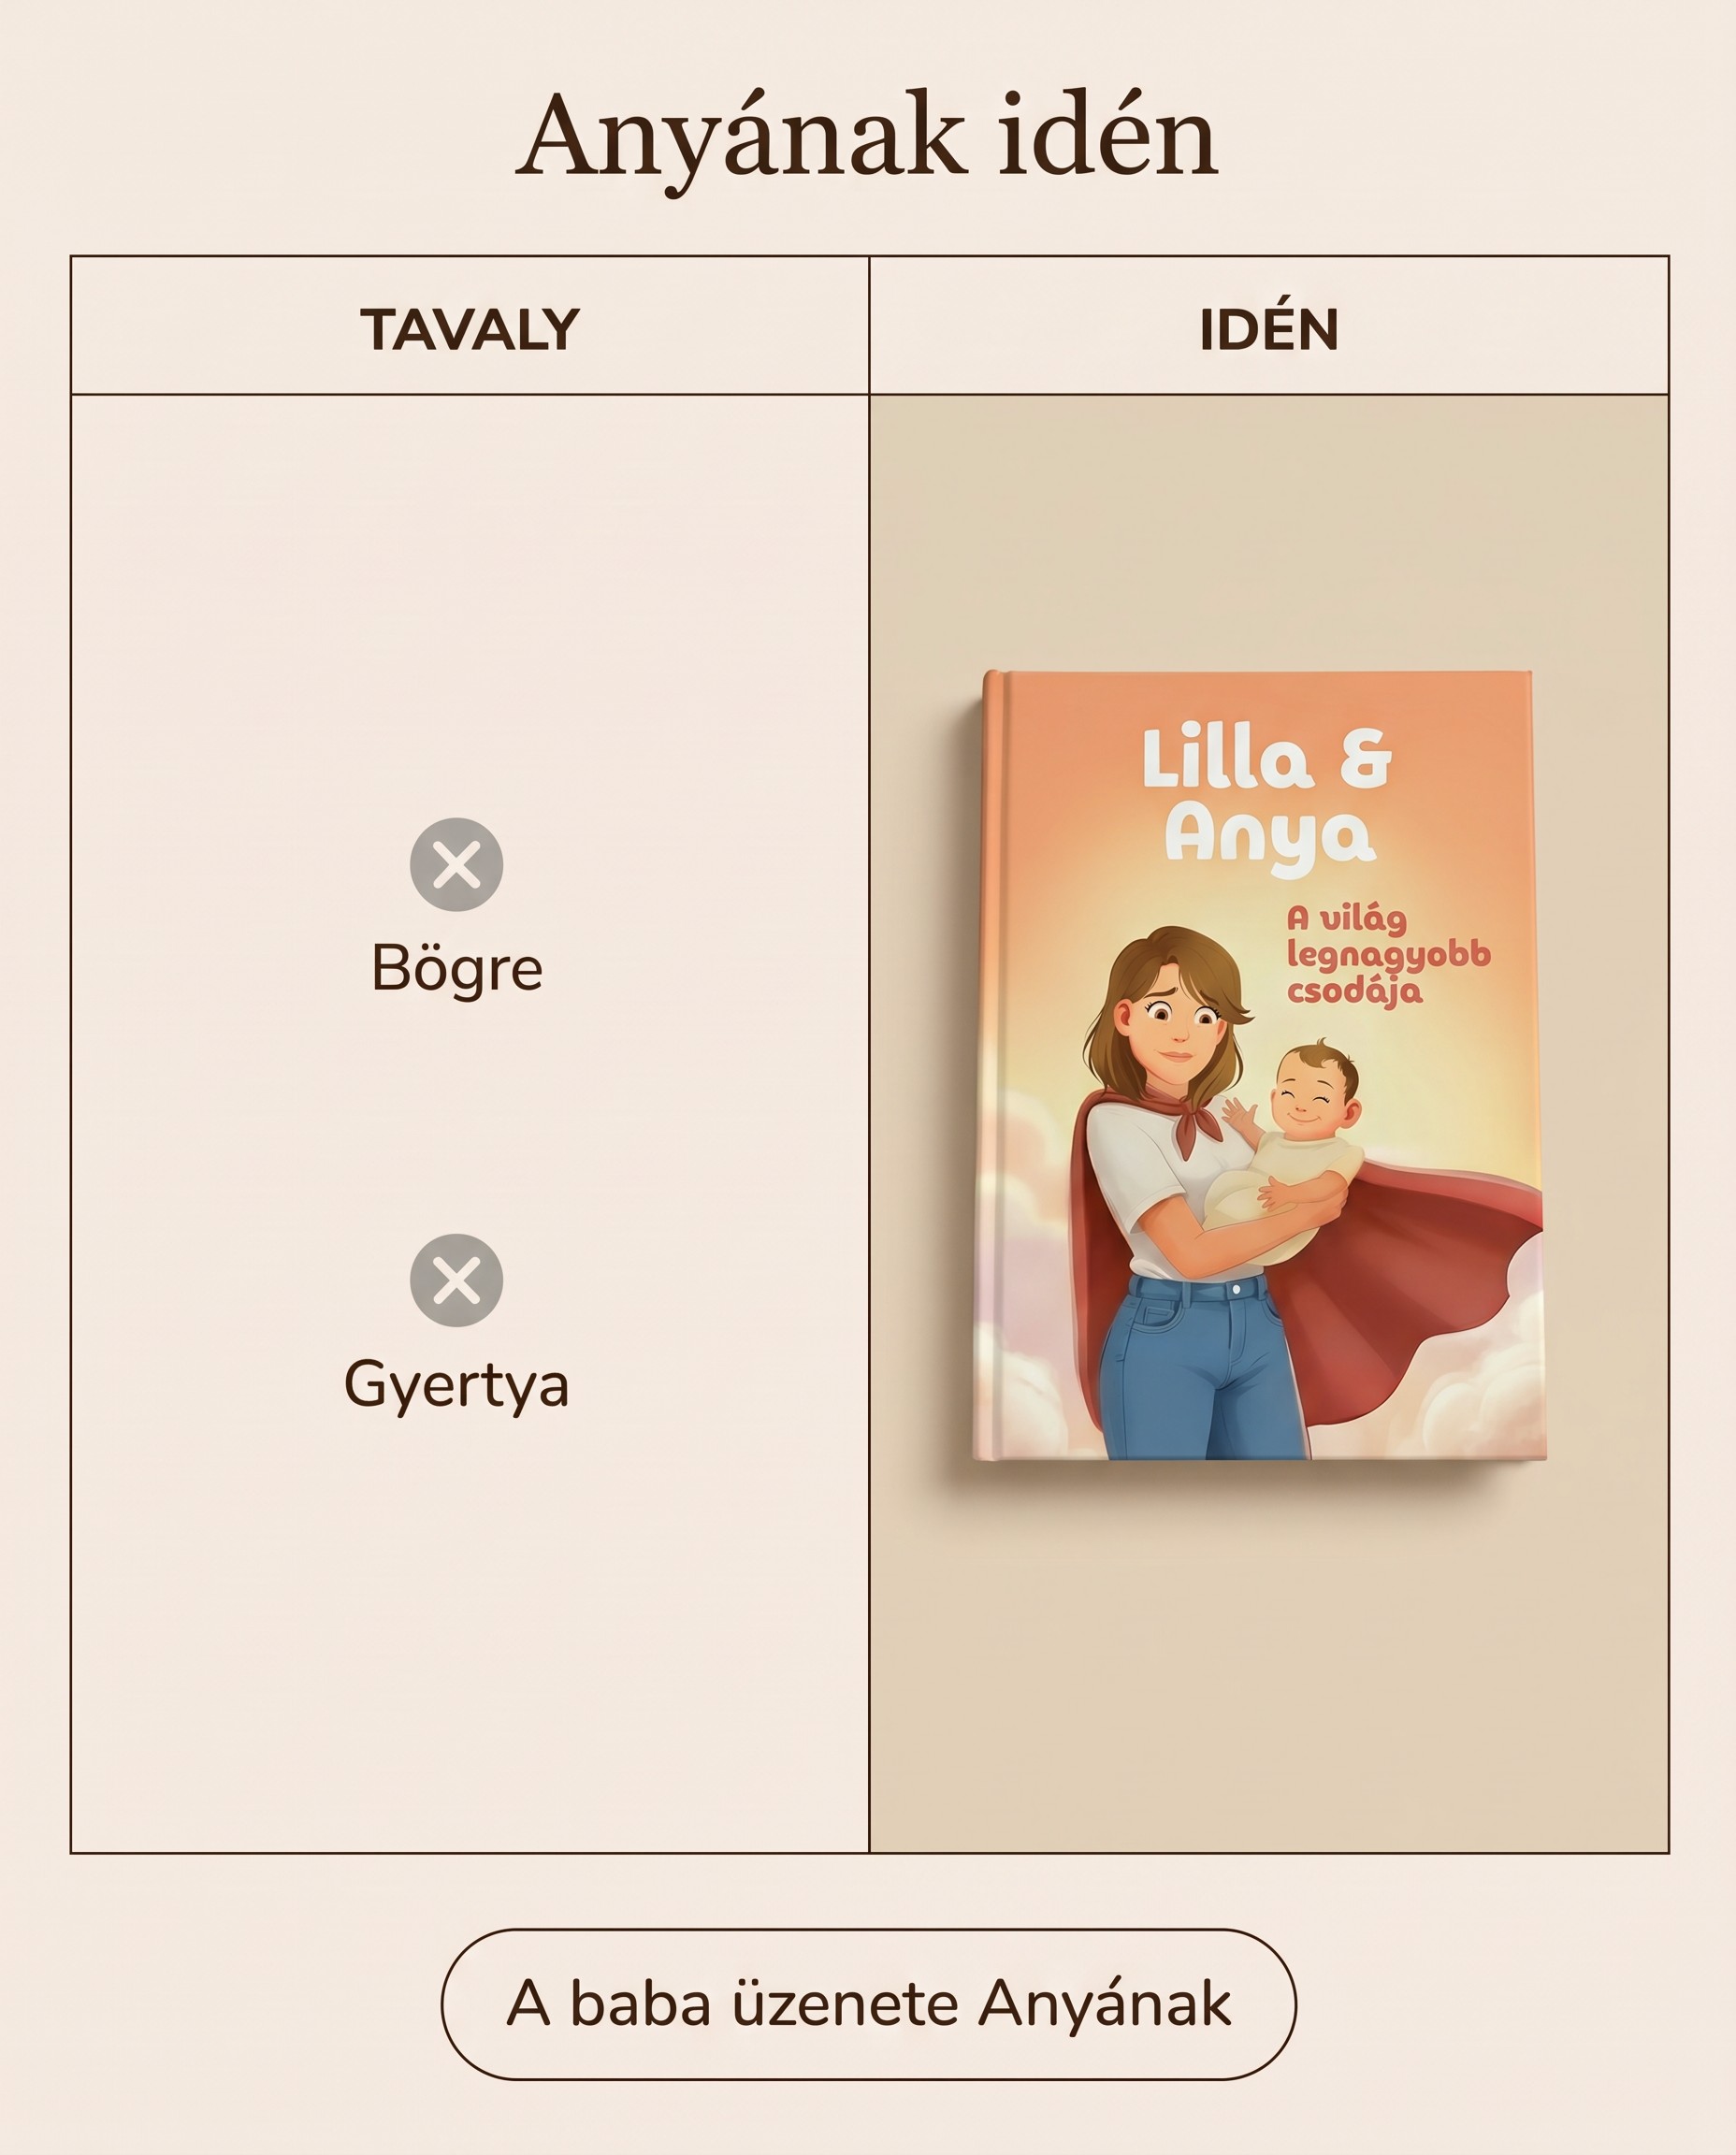 Anyának idén
TAVALY
IDÉN
Bögre
Gyertya
Lilla &
Anya
A világ
legnagyobb
csodája
A baba üzenete Anyának